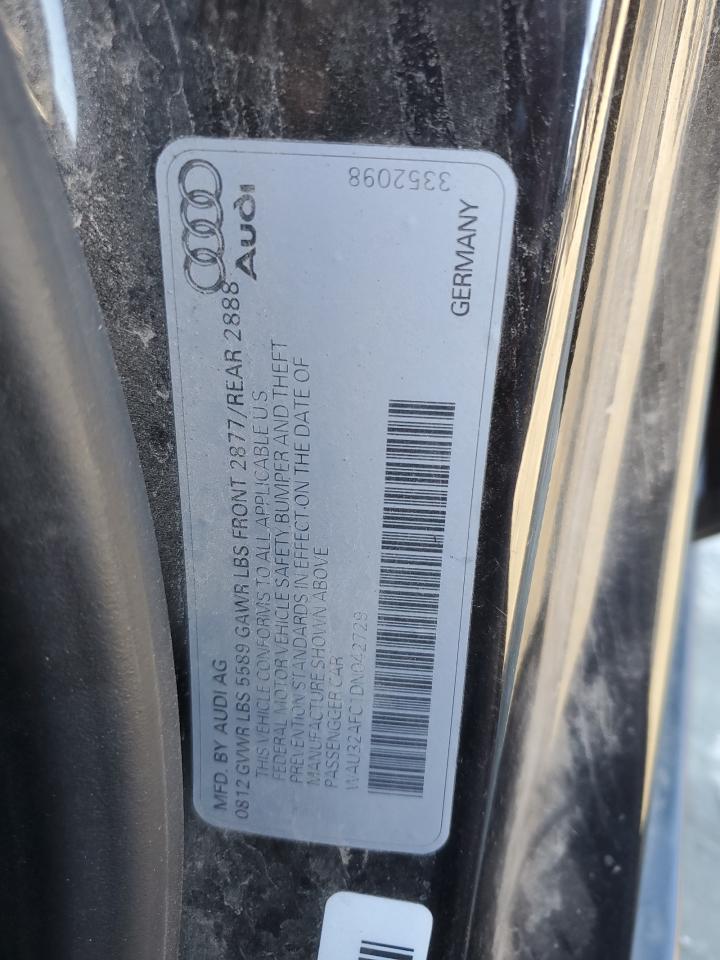 Audi
3352098
GERMANY
MFD. BY AUDI AG
0812 GVWR LBS 5589 GAWR LBS FRONT 2877/REAR 2888
THIS VEHICLE CONFORMS TO ALL APPLICABLE U.S.
FEDERAL MOTOR VEHICLE SAFETY BUMPER AND THEFT
PREVENTION STANDARDS IN EFFECT ON THE DATE OF
MANUFACTURE SHOWN ABOVE
PASSENGER CAR
WAU32AFC1DN042729